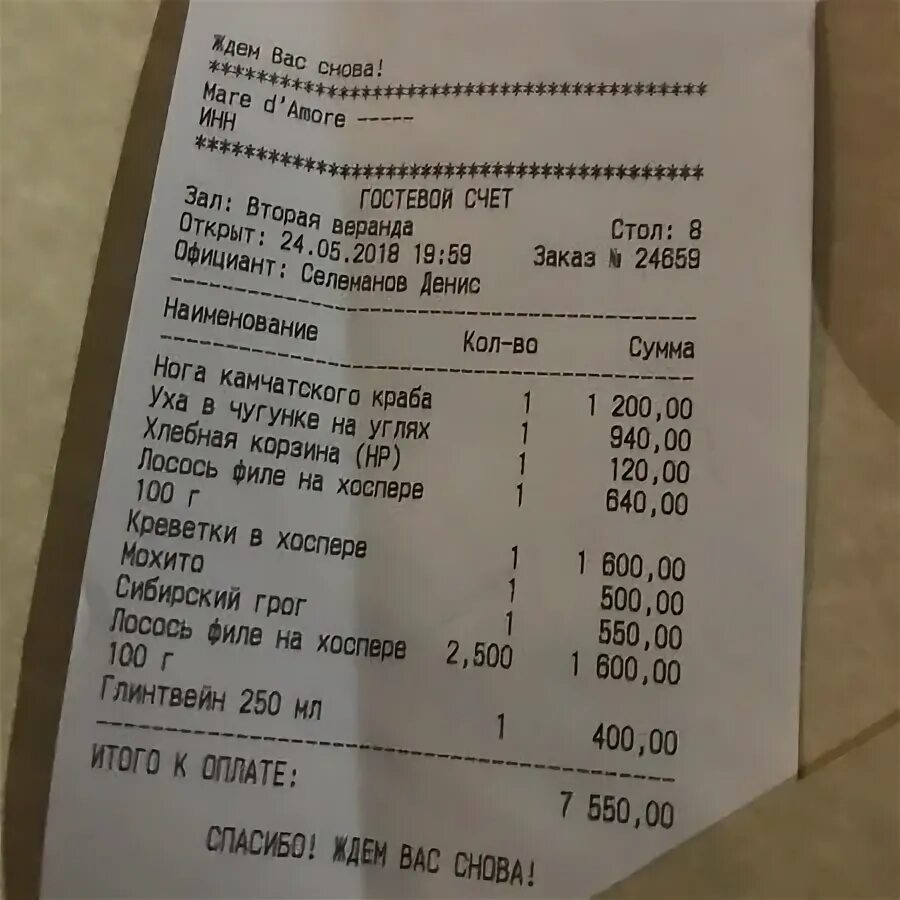 Ждем Вас снова!
*****************************************
Mare d'Amore -----
ИНН
*****************************************
ГОСТЕВОЙ СЧЕТ
Зал: Вторая веранда Стол: 8
Открыт: 24.05.2018 19:59 Заказ № 24659
Официант: Селеманов Денис
Наименование Кол-во Сумма
Нога камчатского краба 1 1 200,00
Уха в чугунке на углях 1 940,00
Хлебная корзина (НР) 1 120,00
Лосось филе на хоспере 1 640,00
100 г
Креветки в хоспере 1 1 600,00
Мохито 1 500,00
Сибирский грог 1 550,00
Лосось филе на хоспере 2,500 1 600,00
100 г
Глинтвейн 250 мл 1 400,00
ИТОГО К ОПЛАТЕ: 7 550,00
СПАСИБО! ЖДЕМ ВАС СНОВА!